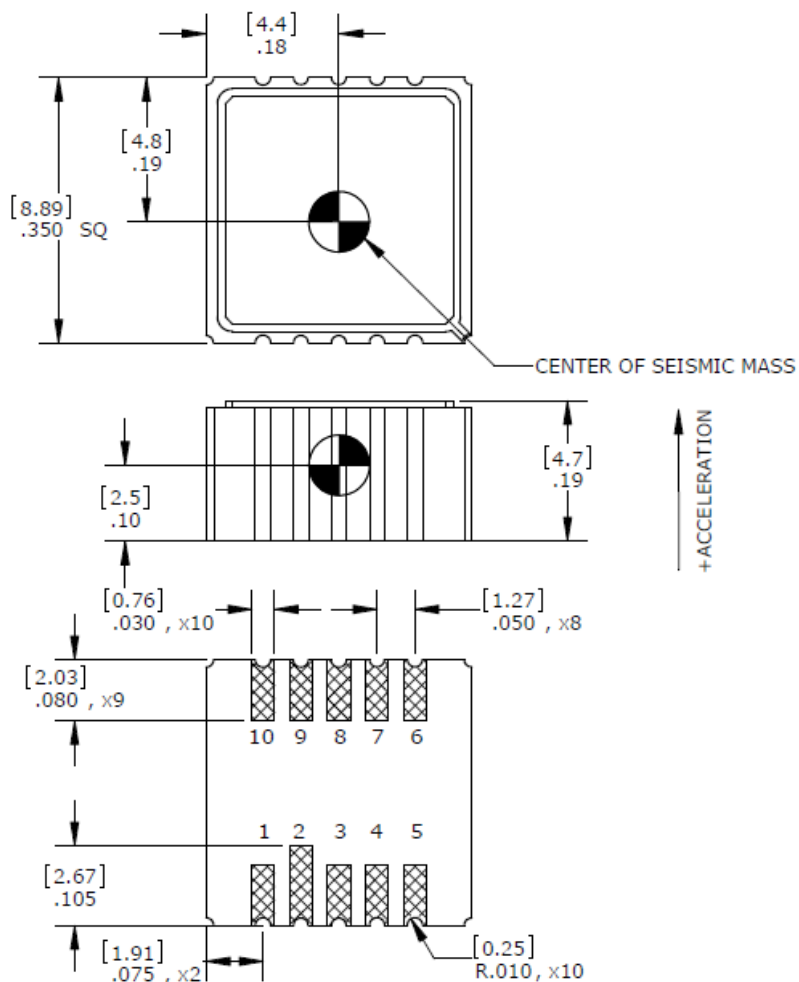 [4.4]
.18
[4.8]
.19
[8.89]
.350 SQ
CENTER OF SEISMIC MASS
[4.7]
.19
+ACCELERATION
[2.5]
.10
[0.76]
.030 , x10
[1.27]
.050 , x8
[2.03]
.080 , x9
10 9 8 7 6
1 2 3 4 5
[2.67]
.105
[1.91]
.075 , x2
[0.25]
R.010, x10